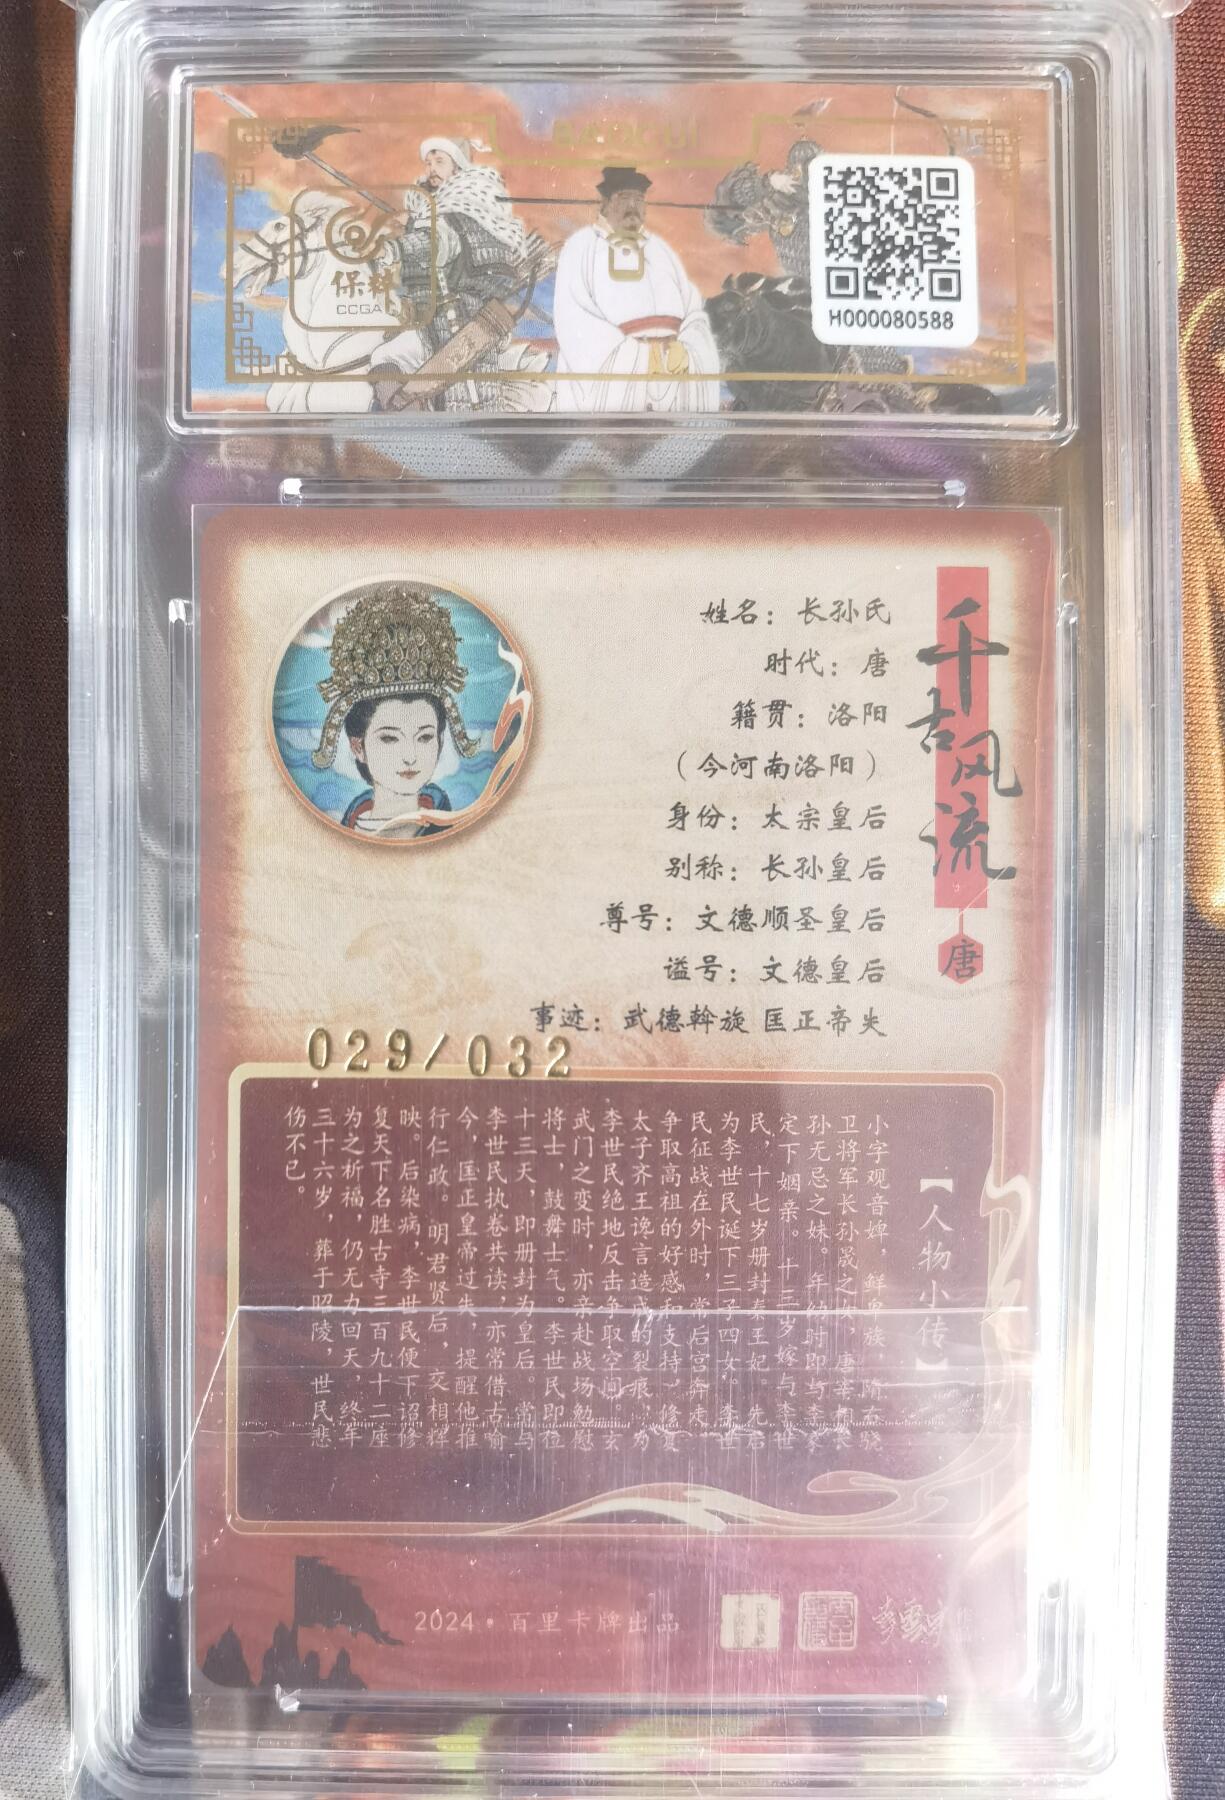 BAOCUI
保粹
CCGA
H000080588
千古风流
唐
姓名：长孙氏
时代：唐
籍贯：洛阳
（今河南洛阳）
身份：太宗皇后
别称：长孙皇后
尊号：文德顺圣皇后
谥号：文德皇后
事迹：武德斡旋 匡正帝失
029/032
【人物小传】
小字观音婢，鲜卑族，隋右骁
卫将军长孙晟之女，唐宰相长
孙无忌之妹。年幼时即与李家
定下姻亲。十三岁嫁与李世
民，十七岁册封秦王妃。先后
为李世民诞下三子四女。李世
民征战在外时，常后宫奔走，
争取高祖的好感和支持，修复
太子齐王谗言造成的裂痕，为
李世民绝地反击争取空间。玄
武门之变时，亦亲赴战场勉慰
将士，鼓舞士气。李世民即位
十三天，即册封为皇后。常与
李世民执卷共读，亦常借古喻
今，匡正皇帝过失，提醒他推
行仁政。明君贤后，交相辉
映。后染病，李世民便下诏修
复天下名胜古寺三百九十二座
为之祈福，仍无力回天，终年
三十六岁，葬于昭陵，世民悲
伤不已。
2024·百里卡牌出品